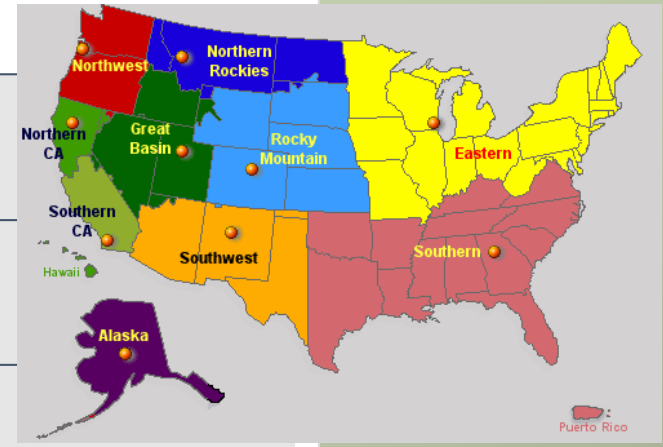 Northwest
Northern
Rockies
Northern
CA
Great
Basin
Rocky
Mountain
Eastern
Southern
CA
Southwest
Southern
Hawaii
Alaska
Puerto Rico